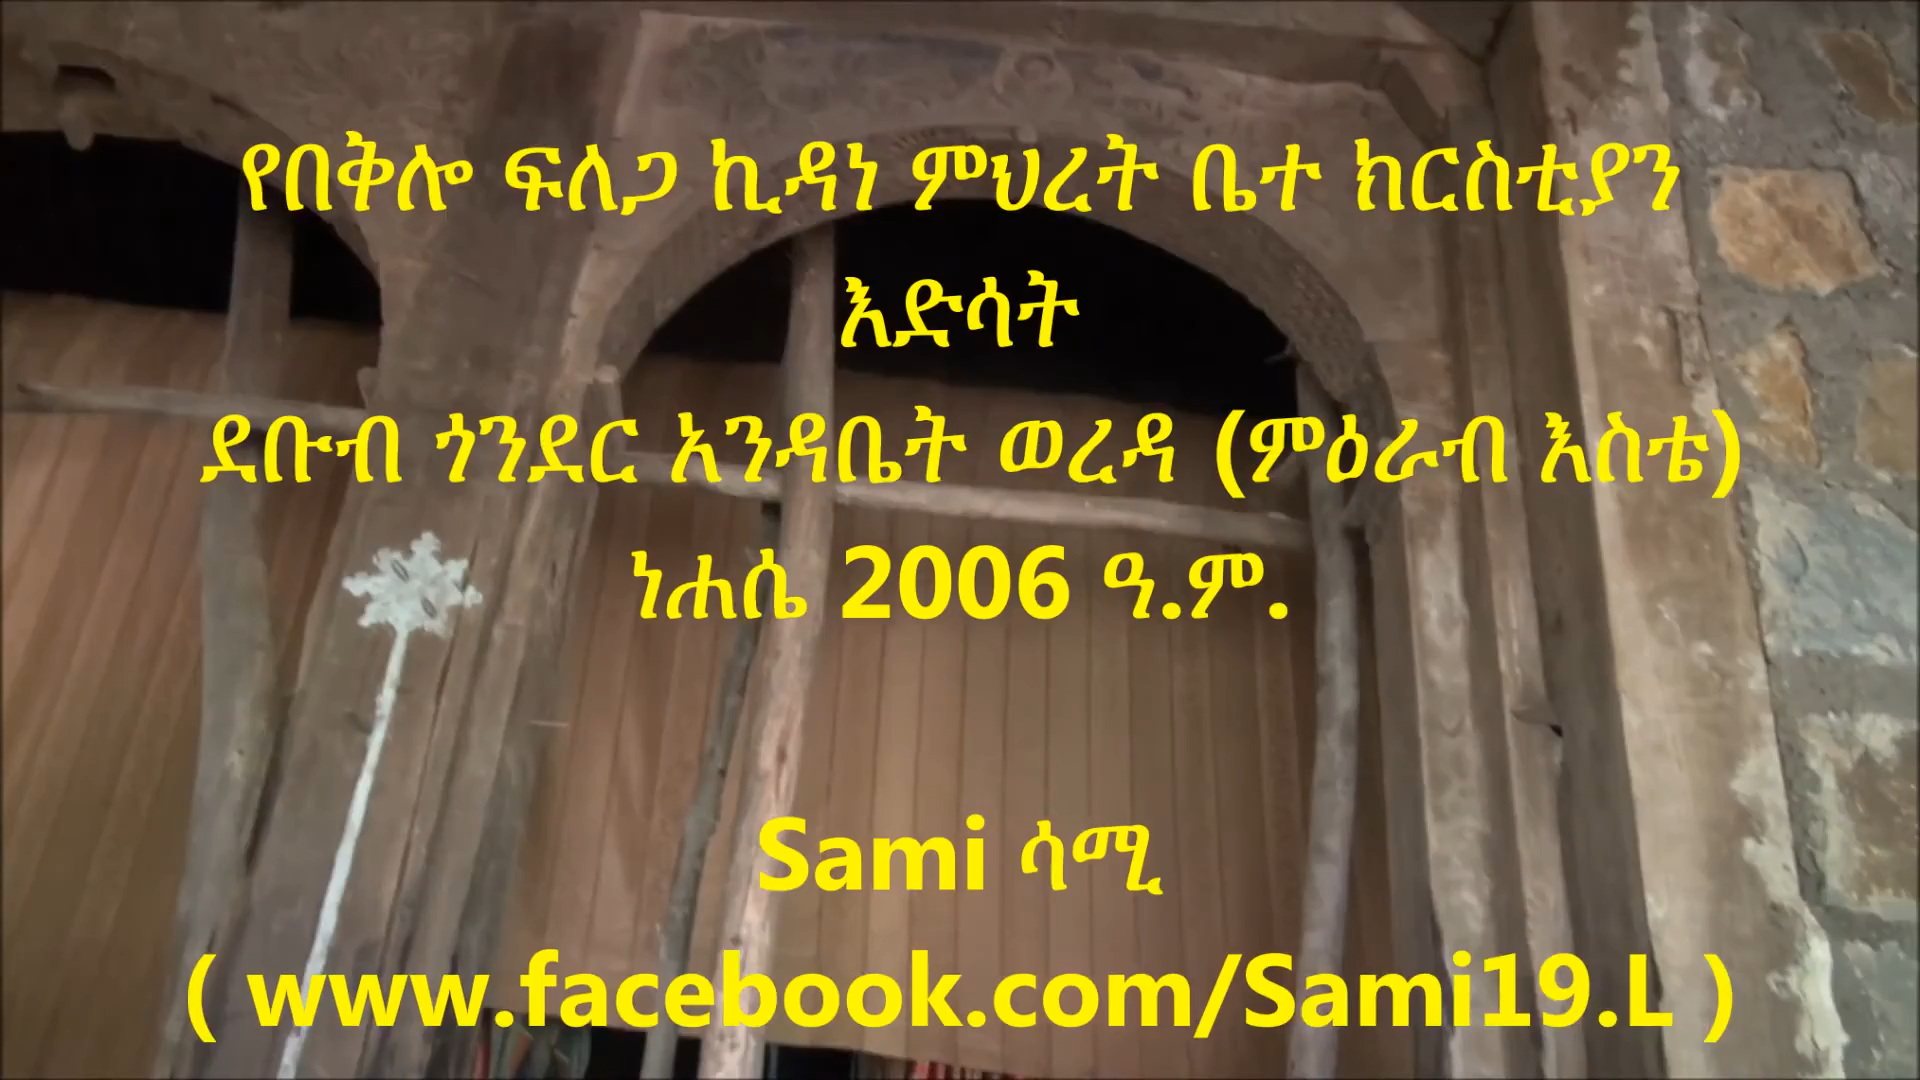 የበቅሎ ፍለጋ ኪዳነ ምህረት ቤተ ክርስቲያን
እድሳት
ደቡብ ጎንደር አንዳቤት ወረዳ (ምዕራብ እስቴ)
ነሐሴ 2006 ዓ.ም.
Sami ሳሚ
( www.facebook.com/Sami19.L )